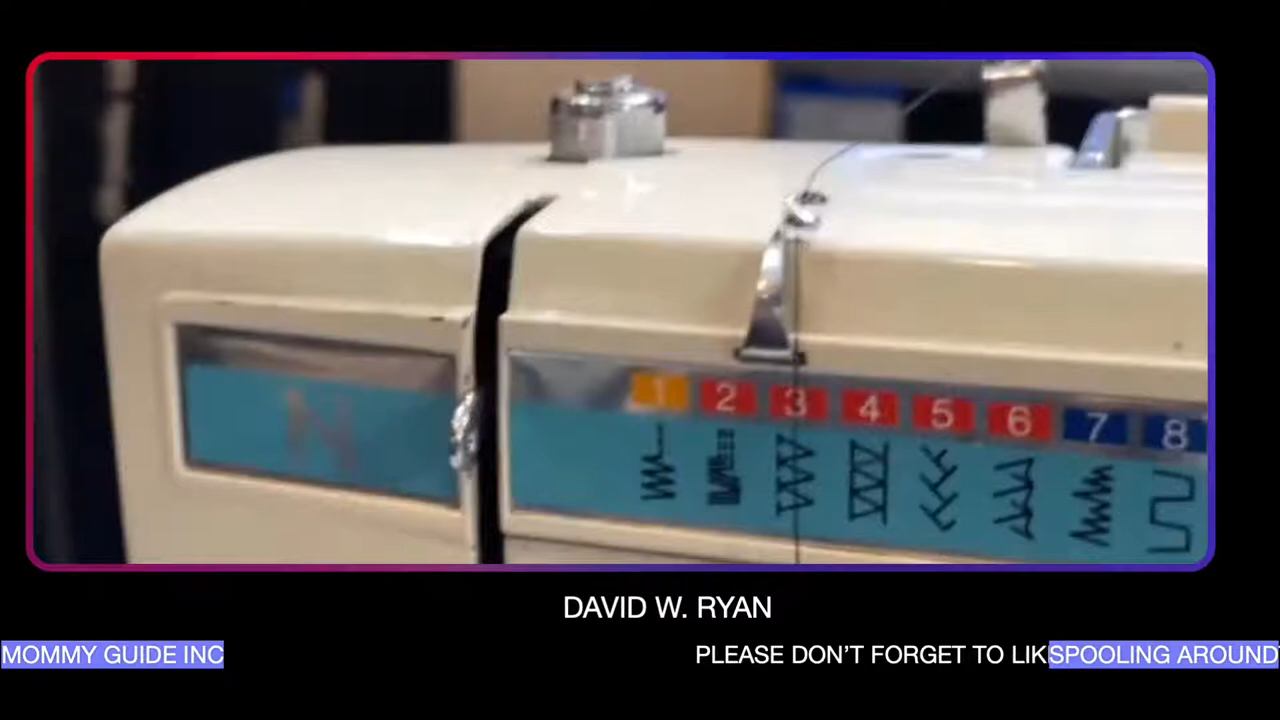 N
1 2 3 4 5 6 7 8
DAVID W. RYAN
MOMMY GUIDE INC
PLEASE DON’T FORGET TO LIKSPOOLING AROUND